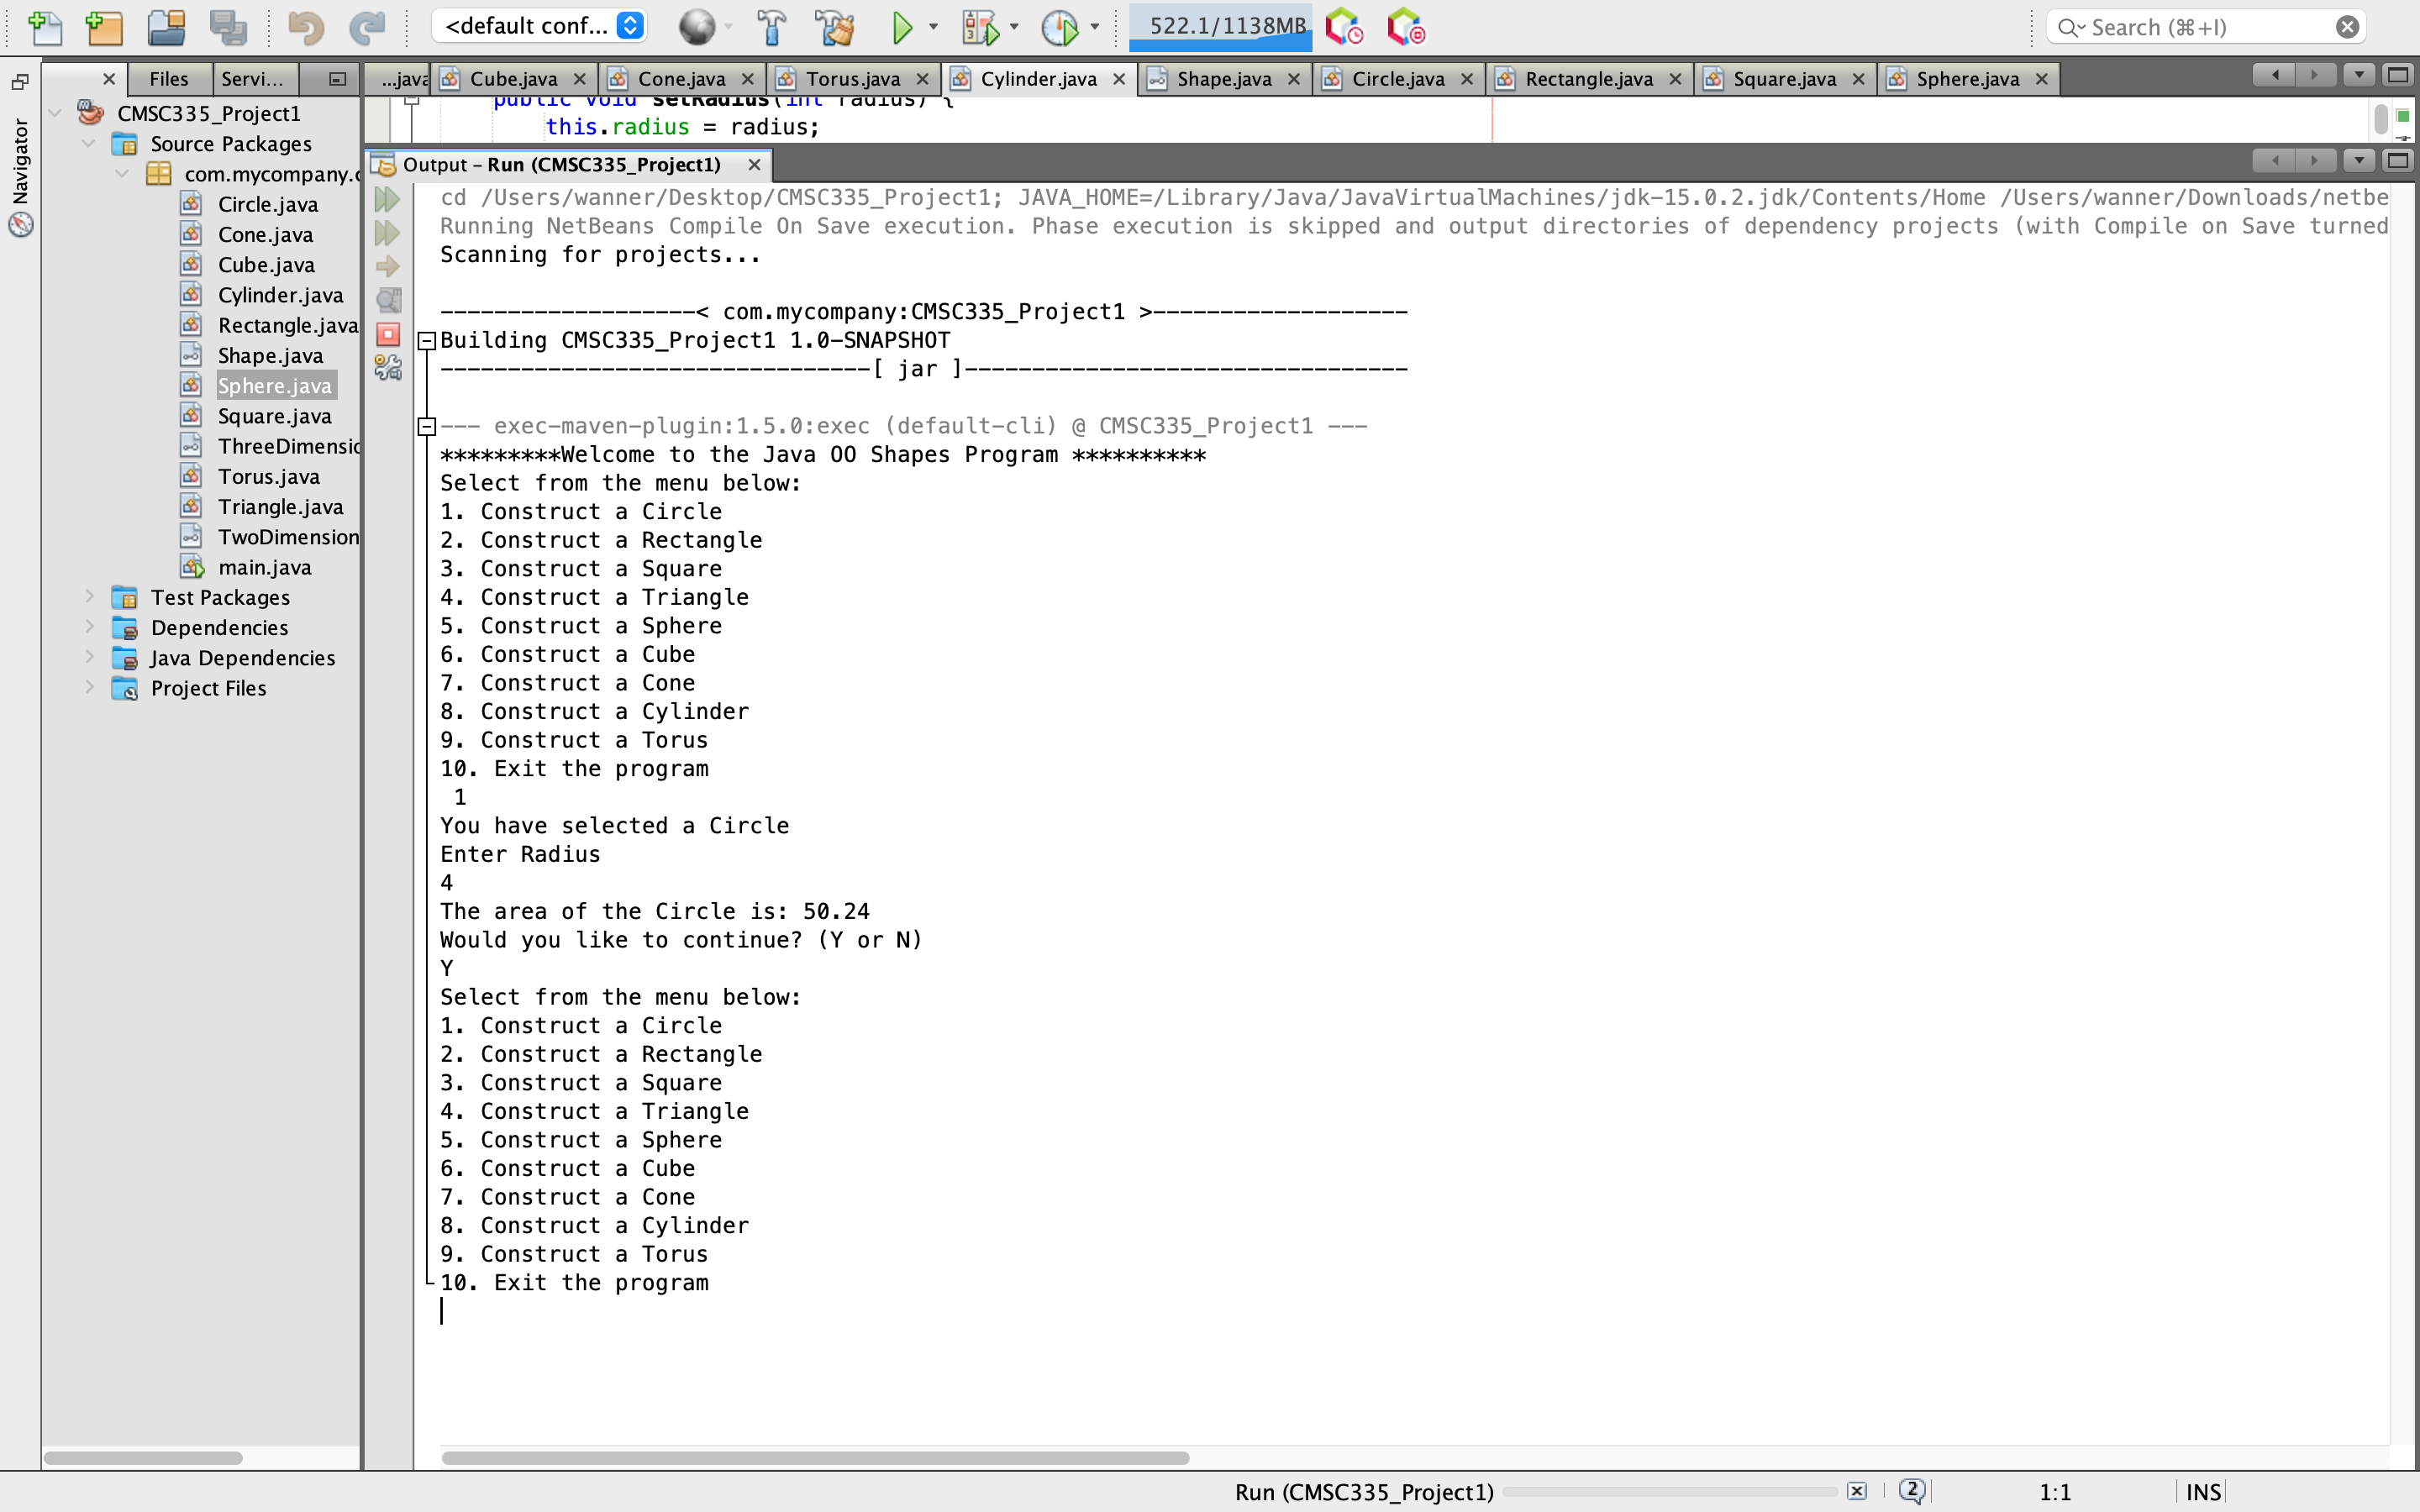 <default conf...
522.1/1138MB
Search (⌘+I)
Files
Servi...
...java
Cube.java
Cone.java
Torus.java
Cylinder.java
Shape.java
Circle.java
Rectangle.java
Square.java
Sphere.java
Navigator
CMSC335_Project1
Source Packages
com.mycompany.c
Circle.java
Cone.java
Cube.java
Cylinder.java
Rectangle.java
Shape.java
Sphere.java
Square.java
ThreeDimensio
Torus.java
Triangle.java
TwoDimension
main.java
Test Packages
Dependencies
Java Dependencies
Project Files
public void setRadius(int radius) {
this.radius = radius;
Output – Run (CMSC335_Project1)
cd /Users/wanner/Desktop/CMSC335_Project1; JAVA_HOME=/Library/Java/JavaVirtualMachines/jdk-15.0.2.jdk/Contents/Home /Users/wanner/Downloads/netbe
Running NetBeans Compile On Save execution. Phase execution is skipped and output directories of dependency projects (with Compile on Save turned
Scanning for projects...
-------------------< com.mycompany:CMSC335_Project1 >-------------------
Building CMSC335_Project1 1.0-SNAPSHOT
--------------------------------[ jar ]---------------------------------
--- exec-maven-plugin:1.5.0:exec (default-cli) @ CMSC335_Project1 ---
*********Welcome to the Java OO Shapes Program **********
Select from the menu below:
1. Construct a Circle
2. Construct a Rectangle
3. Construct a Square
4. Construct a Triangle
5. Construct a Sphere
6. Construct a Cube
7. Construct a Cone
8. Construct a Cylinder
9. Construct a Torus
10. Exit the program
1
You have selected a Circle
Enter Radius
4
The area of the Circle is: 50.24
Would you like to continue? (Y or N)
Y
Select from the menu below:
1. Construct a Circle
2. Construct a Rectangle
3. Construct a Square
4. Construct a Triangle
5. Construct a Sphere
6. Construct a Cube
7. Construct a Cone
8. Construct a Cylinder
9. Construct a Torus
10. Exit the program
Run (CMSC335_Project1)
2
1:1
INS